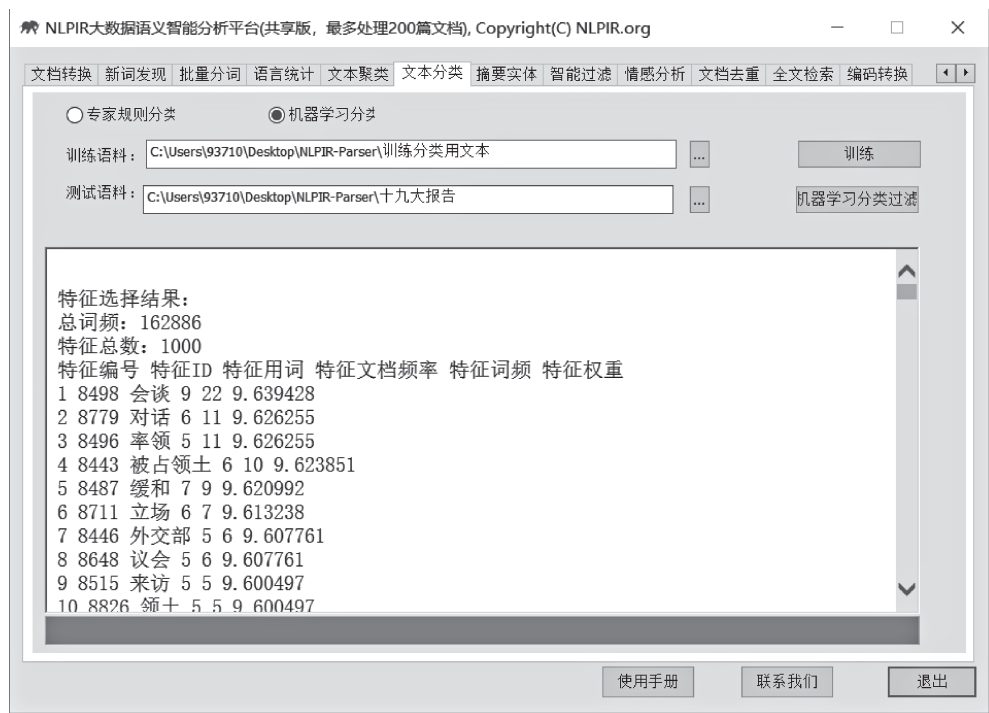 NLPIR大数据语义智能分析平台(共享版，最多处理200篇文档), Copyright(C) NLPIR.org
文档转换 新词发现 批量分词 语言统计 文本聚类 文本分类 摘要实体 智能过滤 情感分析 文档去重 全文检索 编码转换
专家规则分类 机器学习分类
训练语料： C:\Users\93710\Desktop\NLPIR-Parser\训练分类用文本 ... 训练
测试语料： C:\Users\93710\Desktop\NLPIR-Parser\十九大报告 ... 机器学习分类过滤
特征选择结果：
总词频：162886
特征总数：1000
特征编号 特征ID 特征用词 特征文档频率 特征词频 特征权重
1 8498 会谈 9 22 9.639428
2 8779 对话 6 11 9.626255
3 8496 率领 5 11 9.626255
4 8443 被占领土 6 10 9.623851
5 8487 缓和 7 9 9.620992
6 8711 立场 6 7 9.613238
7 8446 外交部 5 6 9.607761
8 8648 议会 5 6 9.607761
9 8515 来访 5 5 9.600497
10 8826 领土 5 5 9.600497
使用手册 联系我们 退出